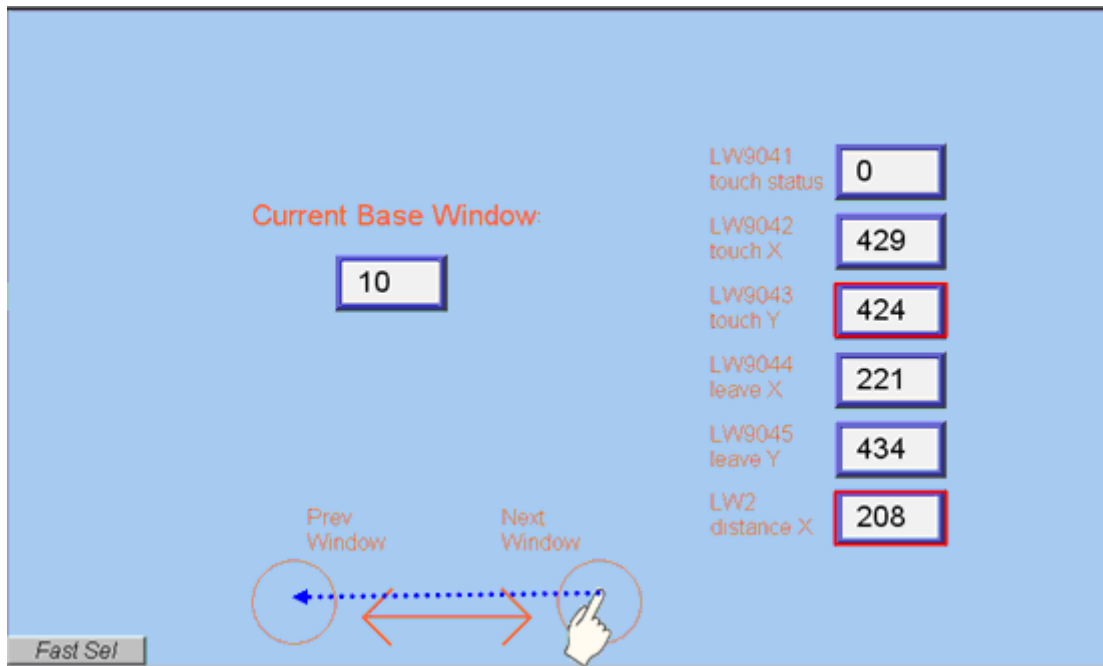 Current Base Window:
10
LW9041
touch status
0
LW9042
touch X
429
LW9043
touch Y
424
LW9044
leave X
221
LW9045
leave Y
434
LW2
distance X
208
Prev
Window
Next
Window
Fast Sel